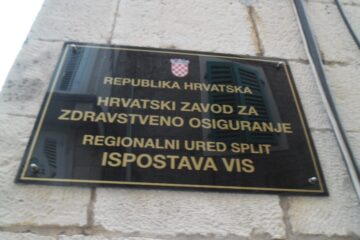 REPUBLIKA HRVATSKA
HRVATSKI ZAVOD ZA
ZDRAVSTVENO OSIGURANJE
REGIONALNI URED SPLIT
ISPOSTAVA VIS